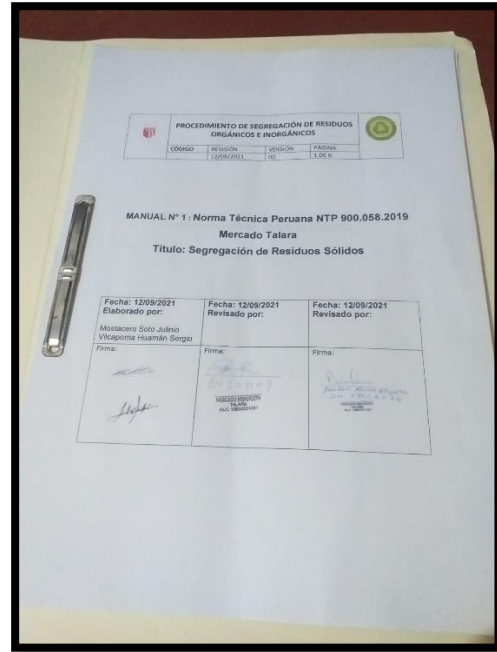 PROCEDIMIENTO DE SEGREGACIÓN DE RESIDUOS
ORGÁNICOS E INORGÁNICOS
CÓDIGO REVISIÓN VERSIÓN PÁGINA
12/09/2021 02 1 DE 6
MANUAL N° 1 : Norma Técnica Peruana NTP 900.058.2019
Mercado Talara
Título: Segregación de Residuos Sólidos
Fecha: 12/09/2021 Fecha: 12/09/2021 Fecha: 12/09/2021
Elaborado por: Revisado por: Revisado por:
Mostacero Soto Julinio
Vilcapoma Huamán Sergio
Firma: Firma: Firma:
MERCADO MINORISTA
TALARA